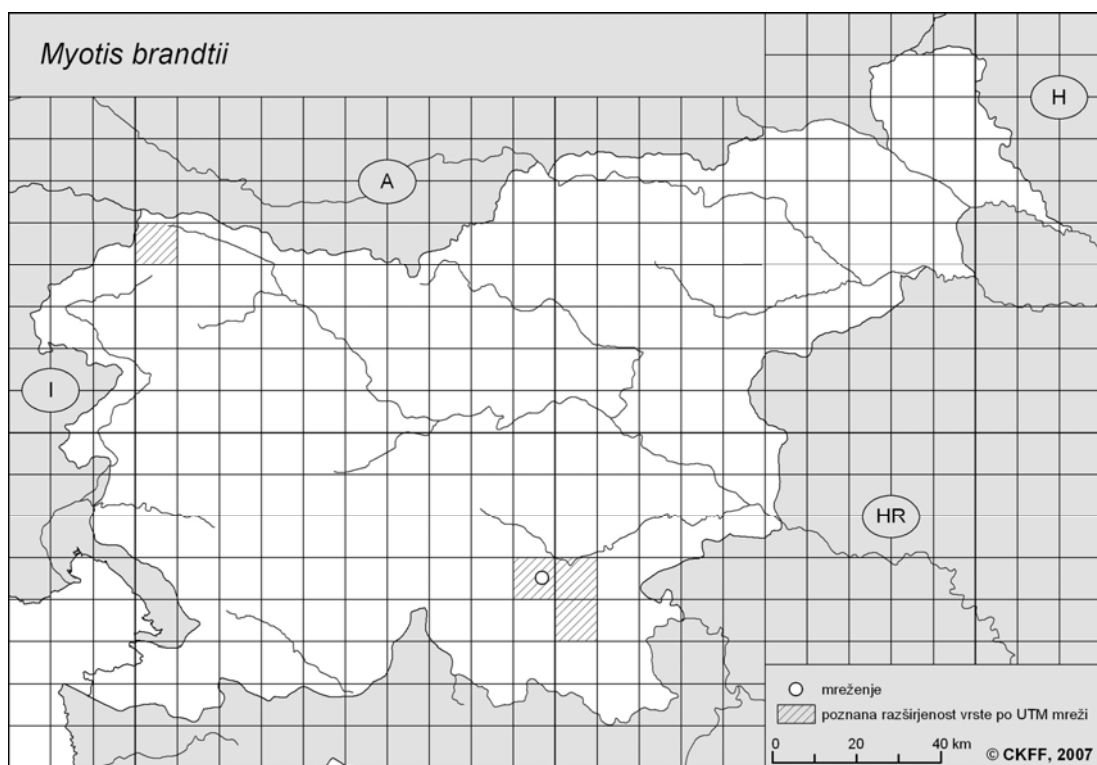 Myotis brandtii
H
A
I
HR
mreženje
poznana razširjenost vrste po UTM mreži
0 20 40 km
© CKFF, 2007